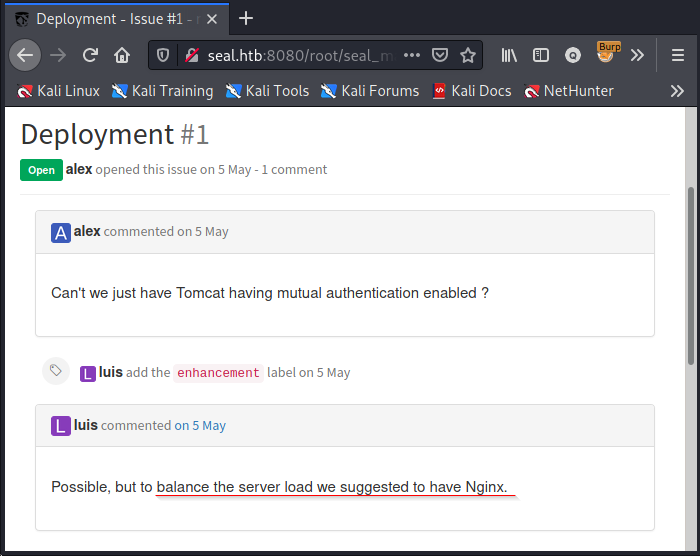 Deployment - Issue #1 - r
seal.htb:8080/root/seal_m
Burp
Kali Linux
Kali Training
Kali Tools
Kali Forums
Kali Docs
NetHunter
Deployment #1
Open alex opened this issue on 5 May - 1 comment
A alex commented on 5 May
Can't we just have Tomcat having mutual authentication enabled ?
L luis add the enhancement label on 5 May
L luis commented on 5 May
Possible, but to balance the server load we suggested to have Nginx.